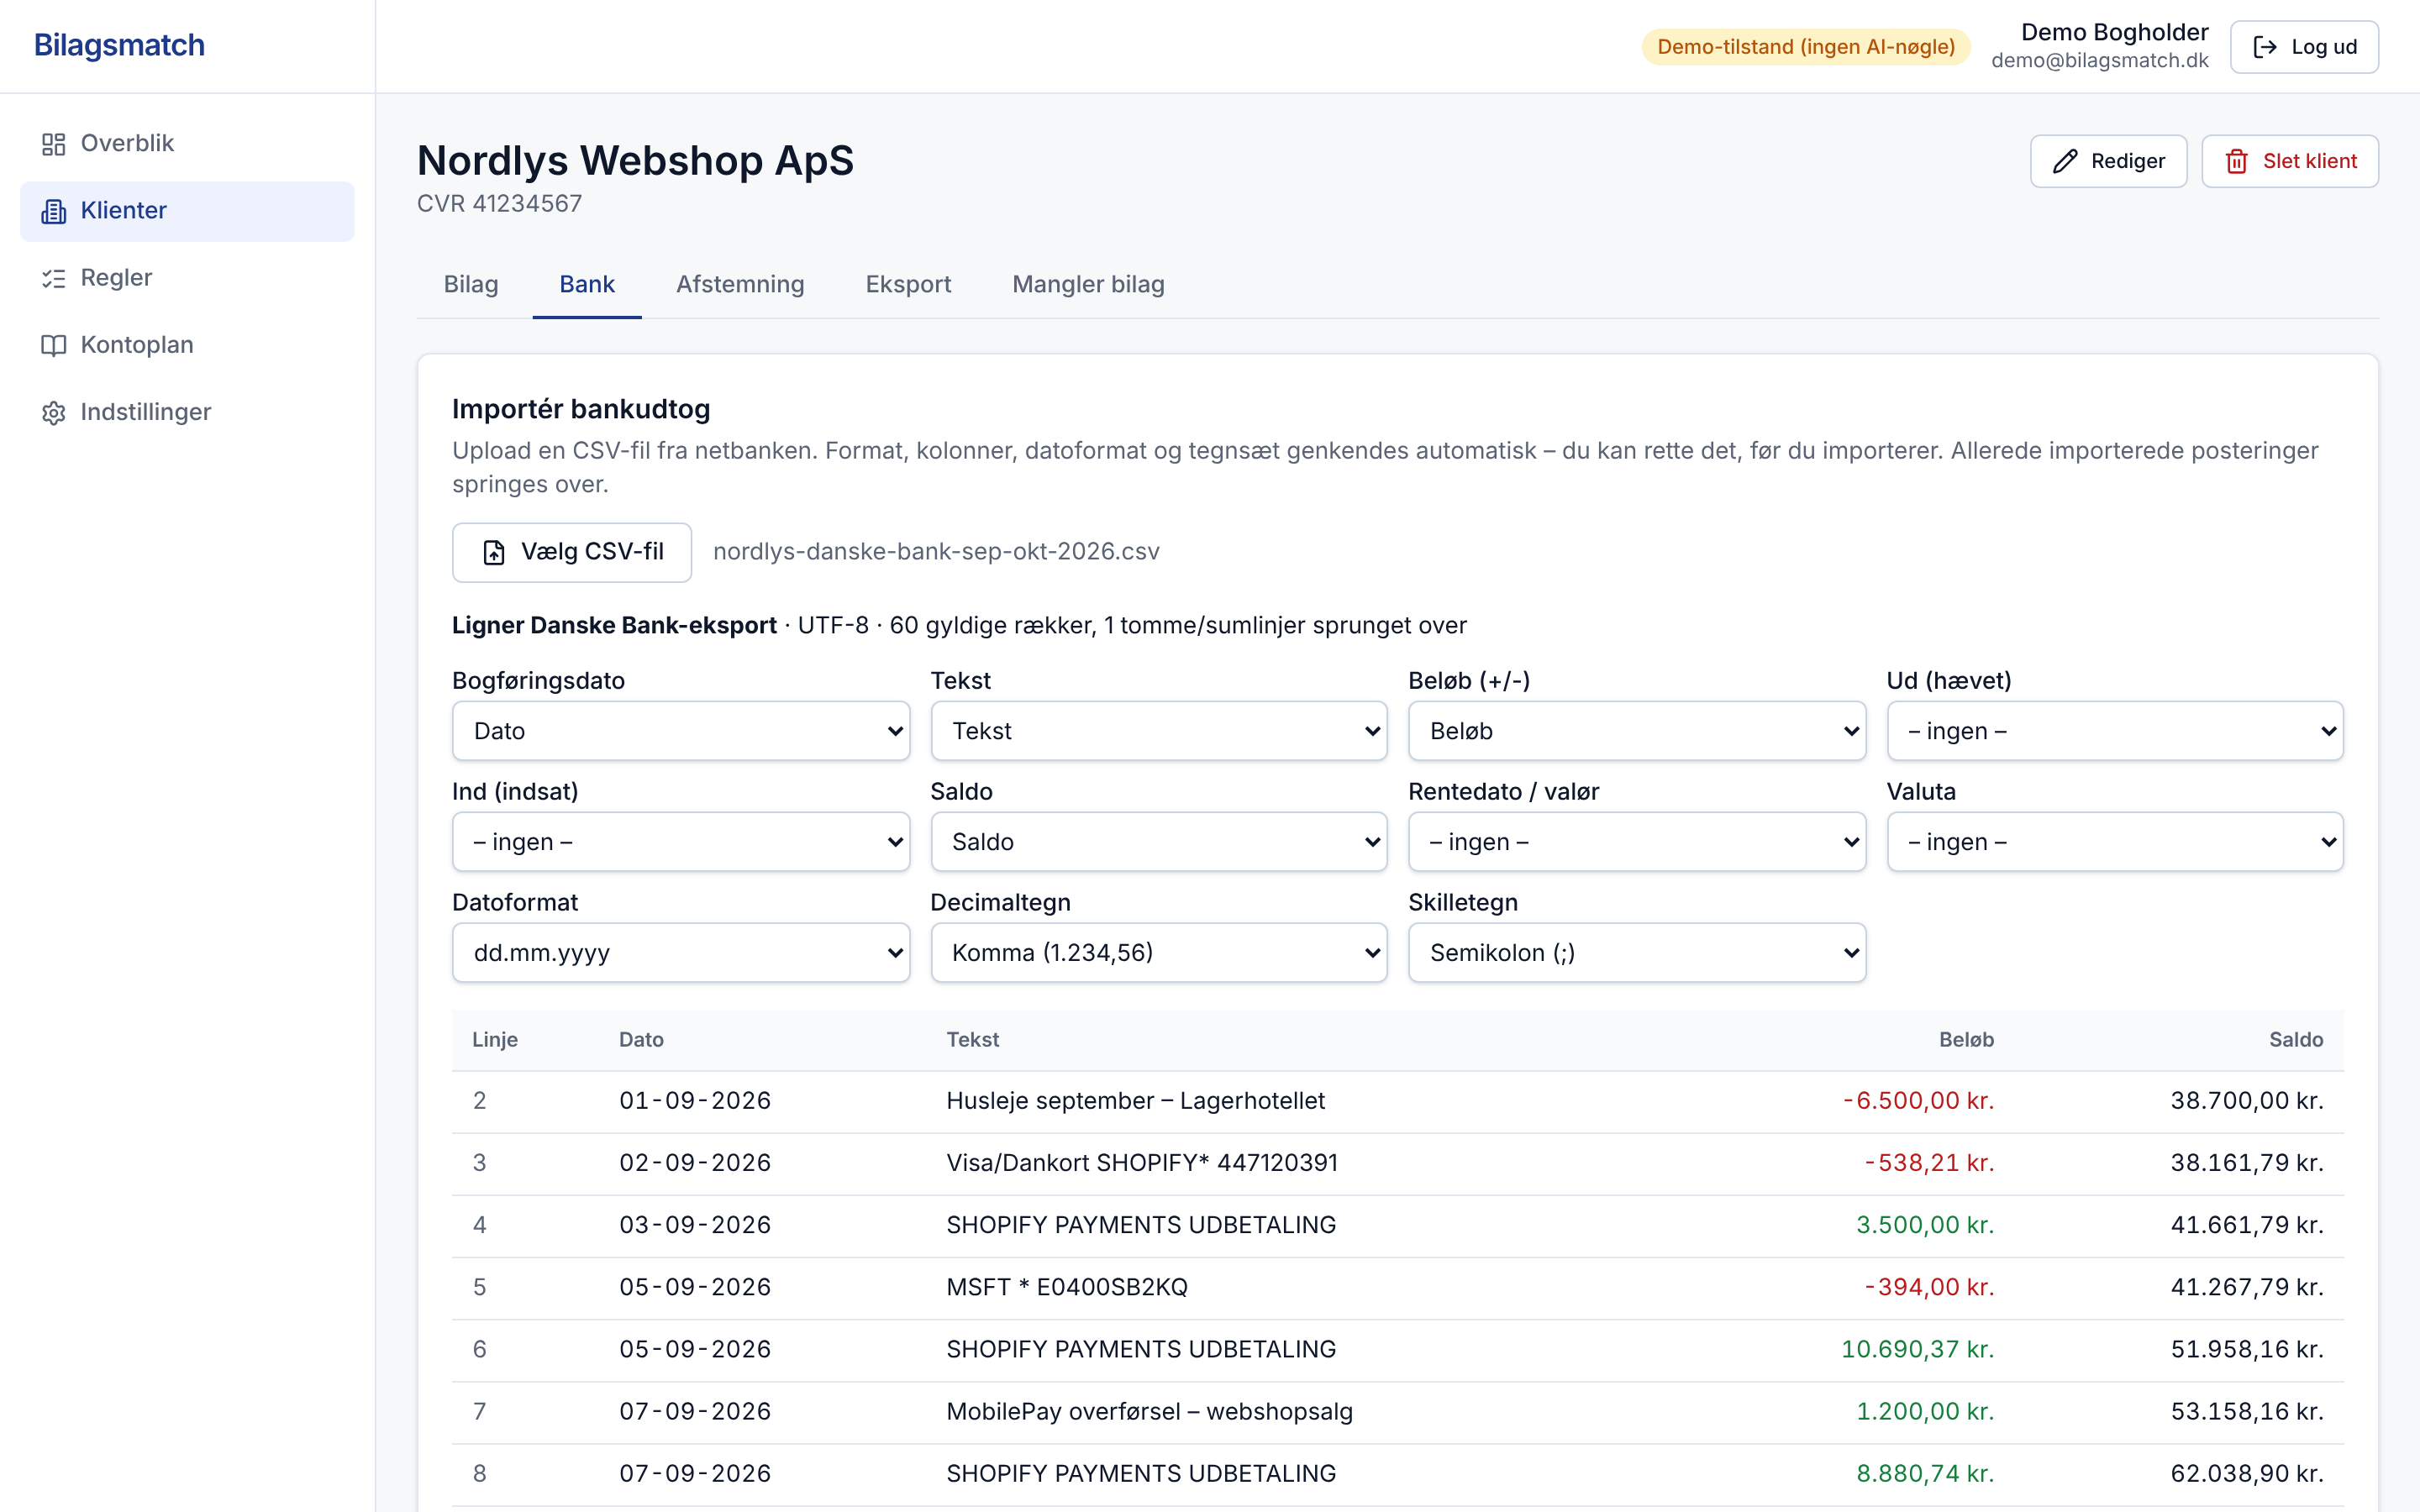 Bilagsmatch
Demo-tilstand (ingen AI-nøgle)
Demo Bogholder
demo@bilagsmatch.dk
Log ud
Overblik
Klienter
Regler
Kontoplan
Indstillinger
Nordlys Webshop ApS
CVR 41234567
Rediger
Slet klient
Bilag
Bank
Afstemning
Eksport
Mangler bilag
Importér bankudtog
Upload en CSV-fil fra netbanken. Format, kolonner, datoformat og tegnsæt genkendes automatisk – du kan rette det, før du importerer. Allerede importerede posteringer
springes over.
Vælg CSV-fil
nordlys-danske-bank-sep-okt-2026.csv
Ligner Danske Bank-eksport · UTF-8 · 60 gyldige rækker, 1 tomme/sumlinjer sprunget over
Bogføringsdato
Tekst
Beløb (+/-)
Ud (hævet)
Dato
Tekst
Beløb
– ingen –
Ind (indsat)
Saldo
Rentedato / valør
Valuta
– ingen –
Saldo
– ingen –
– ingen –
Datoformat
Decimaltegn
Skilletegn
dd.mm.yyyy
Komma (1.234,56)
Semikolon (;)
Linje Dato Tekst Beløb Saldo
2 01-09-2026 Husleje september – Lagerhotellet -6.500,00 kr. 38.700,00 kr.
3 02-09-2026 Visa/Dankort SHOPIFY* 447120391 -538,21 kr. 38.161,79 kr.
4 03-09-2026 SHOPIFY PAYMENTS UDBETALING 3.500,00 kr. 41.661,79 kr.
5 05-09-2026 MSFT * E0400SB2KQ -394,00 kr. 41.267,79 kr.
6 05-09-2026 SHOPIFY PAYMENTS UDBETALING 10.690,37 kr. 51.958,16 kr.
7 07-09-2026 MobilePay overførsel – webshopsalg 1.200,00 kr. 53.158,16 kr.
8 07-09-2026 SHOPIFY PAYMENTS UDBETALING 8.880,74 kr. 62.038,90 kr.